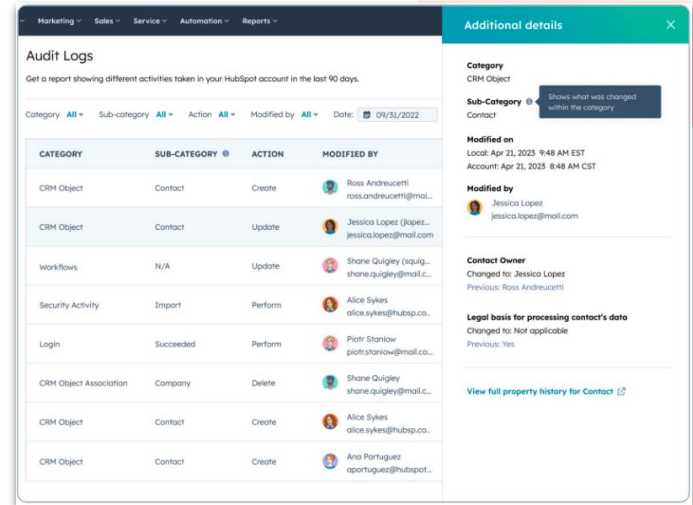 Marketing Sales Service Automation Reports
Audit Logs
Get a report showing different activities taken in your HubSpot account in the last 90 days.
Category All Sub-category All Action All Modified by All Date: 09/31/2022
CATEGORY SUB-CATEGORY ACTION MODIFIED BY
CRM Object Contact Create Ross Andreucetti
ross.andreucetti@mai...
CRM Object Contact Update Jessica Lopez (jlopez...
jessica.lopez@mail.com
Workflows N/A Update Shane Quigley (squig...
shane.quigley@mail.c...
Security Activity Import Perform Alice Sykes
alice.sykes@hubsp.co..
Login Succeeded Perform Piotr Staniow
piotr.staniow@mail.co...
CRM Object Association Company Delete Shane Quigley
shane.quigley@mail.c...
CRM Object Contact Create Alice Sykes
alice.sykes@hubsp.co..
CRM Object Contact Create Ana Portuguez
aportuguez@hubspot...
Additional details
Category
CRM Object
Sub-Category
Shows what was changed
within the category
Contact
Modified on
Local: Apr 21, 2023 9:48 AM EST
Account: Apr 21, 2023 8:48 AM CST
Modified by
Jessica Lopez
jessica.lopez@mail.com
Contact Owner
Changed to: Jessica Lopez
Previous: Ross Andreucetti
Legal basis for processing contact's data
Changed to: Not applicable
Previous: Yes
View full property history for Contact